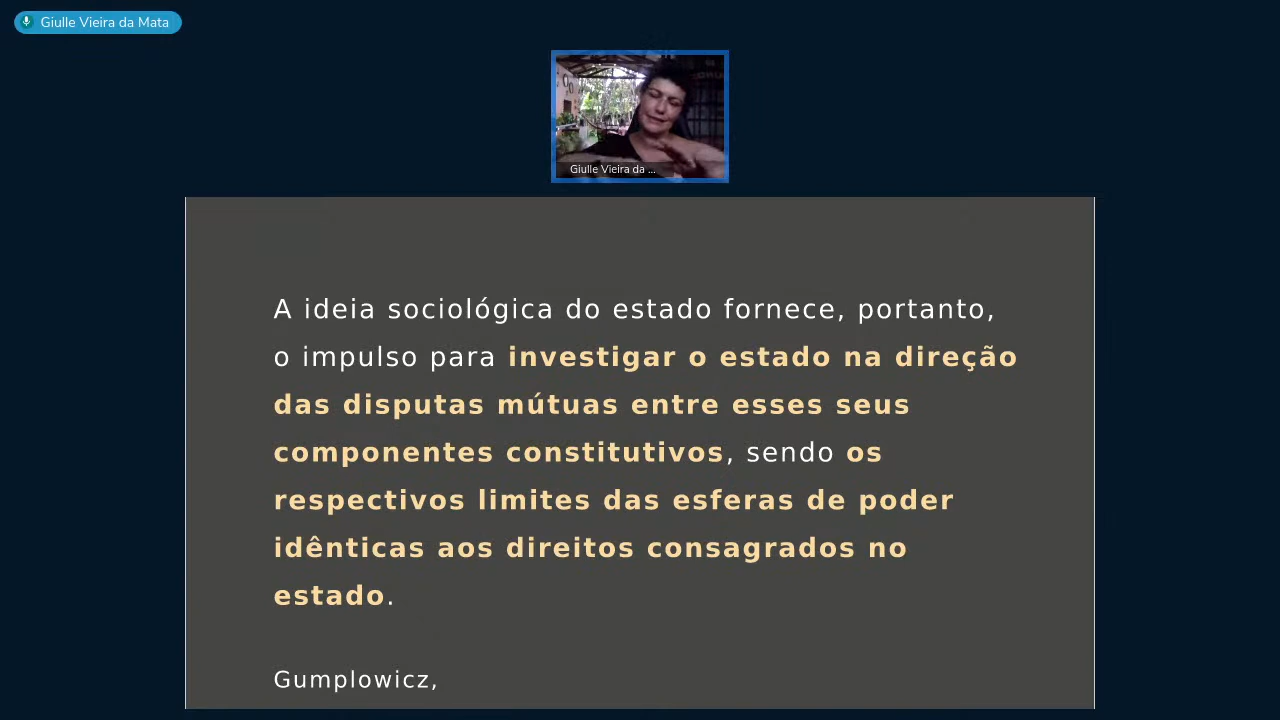 Giulle Vieira da Mata
Giulle Vieira da ...
A ideia sociológica do estado fornece, portanto,
o impulso para investigar o estado na direção
das disputas mútuas entre esses seus
componentes constitutivos, sendo os
respectivos limites das esferas de poder
idênticas aos direitos consagrados no
estado.
Gumplowicz,